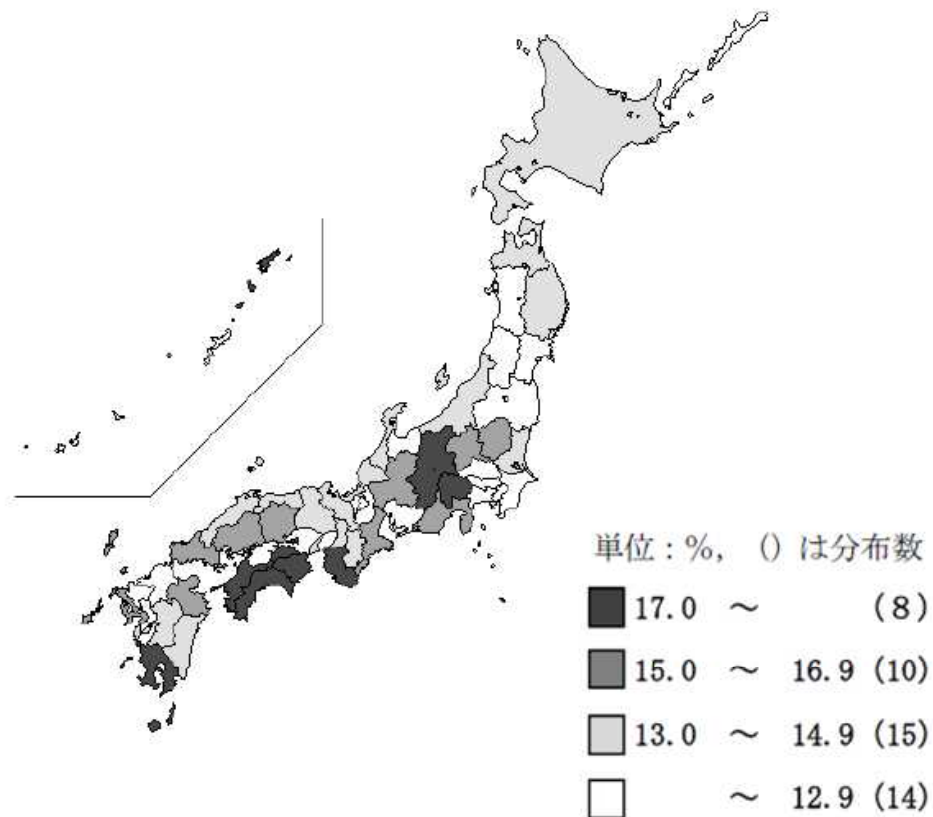 単位：%， （）は分布数
17.0 ～ (8)
15.0 ～ 16.9 (10)
13.0 ～ 14.9 (15)
～ 12.9 (14)